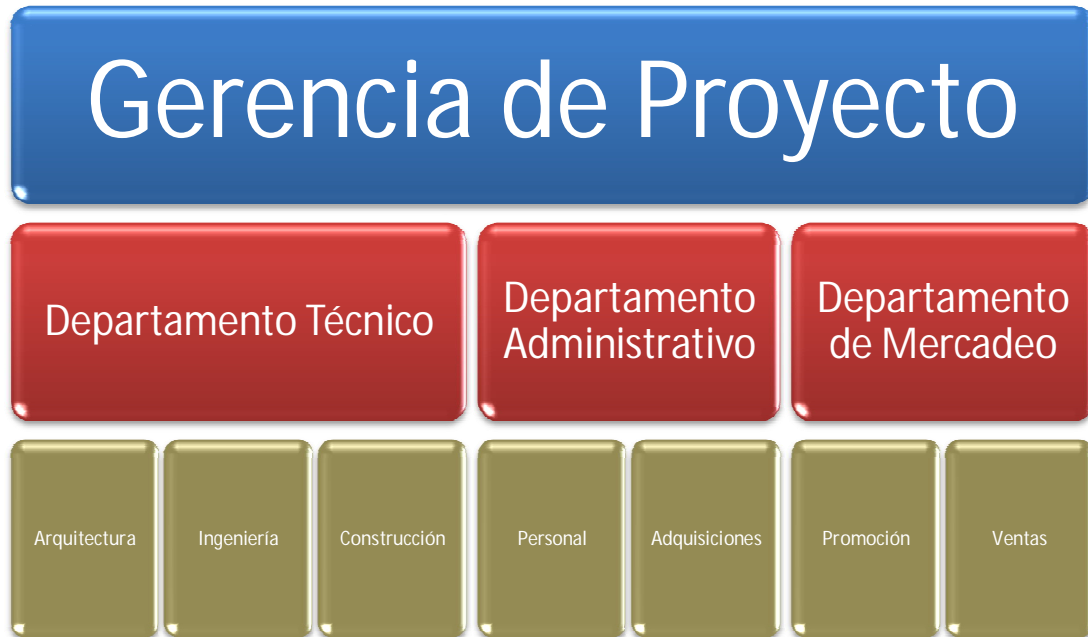 Gerencia de Proyecto
Departamento Técnico
Departamento
Administrativo
Departamento
de Mercadeo
Arquitectura
Ingeniería
Construcción
Personal
Adquisiciones
Promoción
Ventas